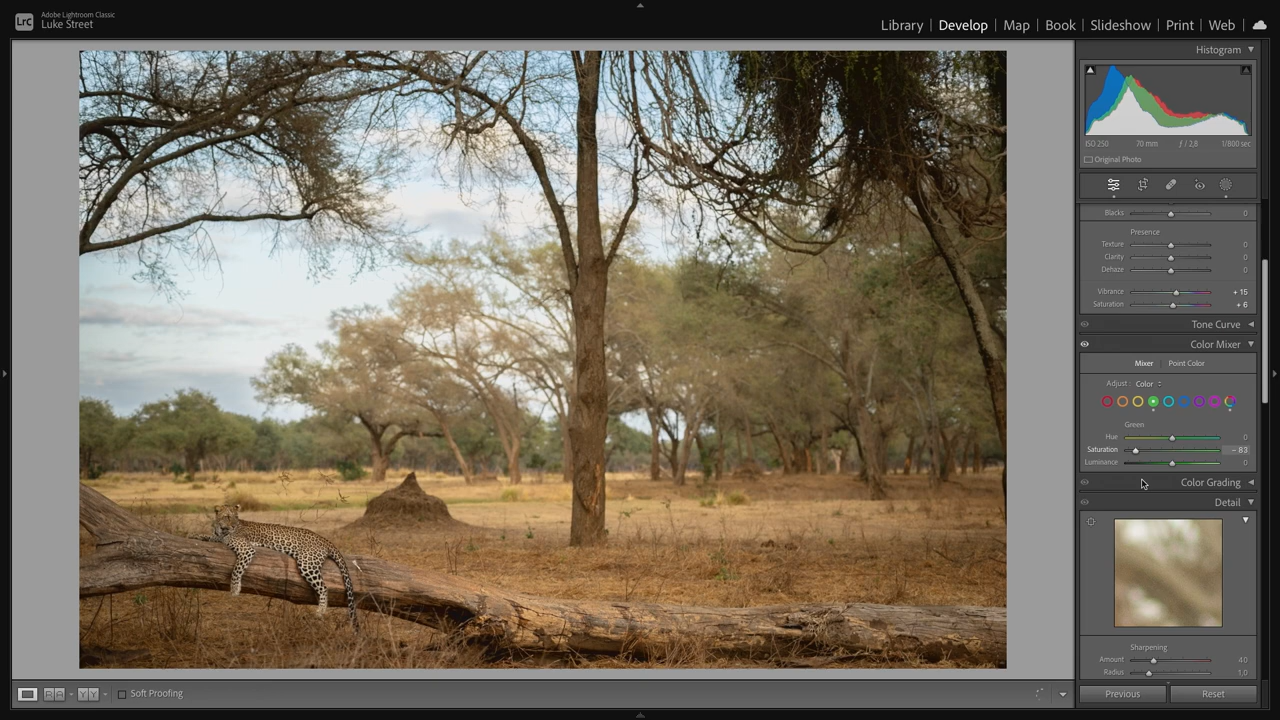 LrC
Adobe Lightroom Classic
Luke Street
Library
Develop
Map
Book
Slideshow
Print
Web
Histogram
ISO 250 70 mm ƒ / 2,8 1/800 sec
Original Photo
Blacks 0
Presence
Texture 0
Clarity 0
Dehaze 0
Vibrance + 15
Saturation + 6
Tone Curve
Color Mixer
Mixer Point Color
Adjust : Color
Green
Hue 0
Saturation - 83
Luminance 0
Color Grading
Detail
Sharpening
Amount 40
Radius 1,0
RA YY Soft Proofing
Previous Reset